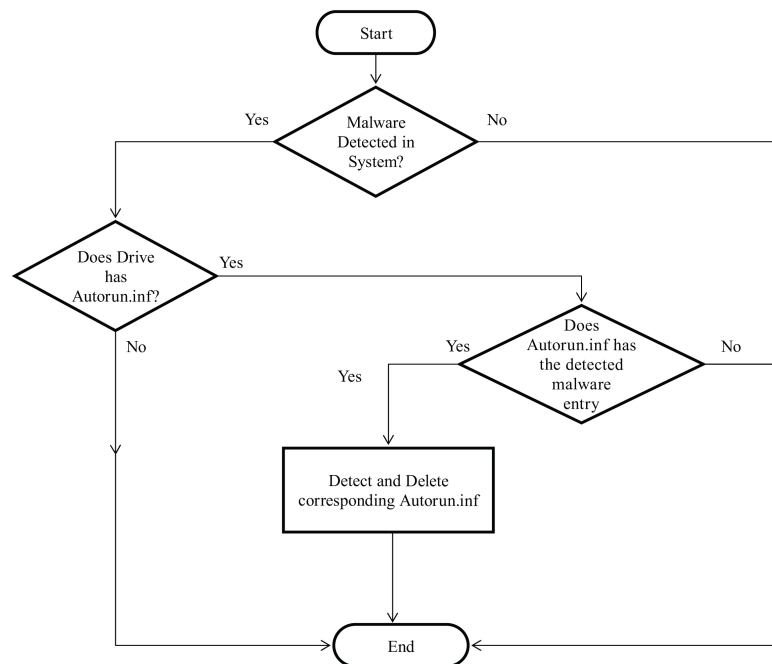 Start
Yes
Malware
Detected in
System?
No
Does Drive
has
Autorun.inf?
Yes
No
Does
Autorun.inf has
the detected
malware
entry
Yes
No
Yes
Detect and Delete
corresponding Autorun.inf
End